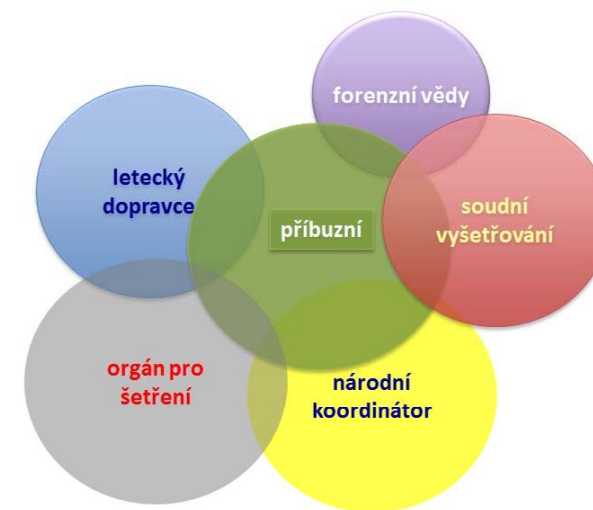 forenzní vědy
letecký
dopravce
příbuzní
soudní
vyšetřování
orgán pro
šetření
národní
koordinátor